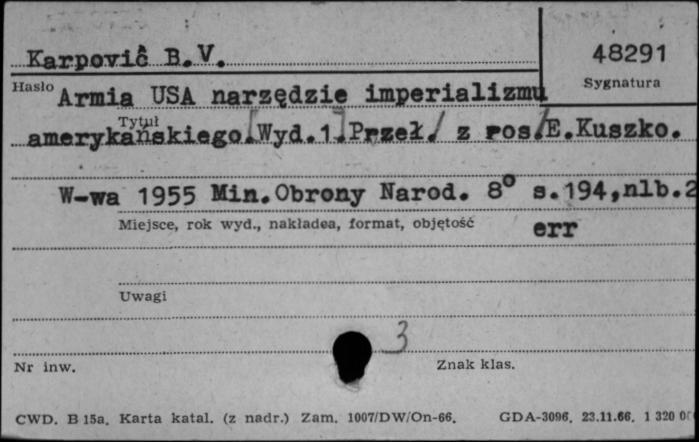 Karpovič B.V.
48291
Hasło
Sygnatura
Armia USA narzędzie imperializmu
Tytuł
amerykańskiego.[Wyd.1.]Przeł./ z ros./E.Kuszko.
W-wa 1955 Min.Obrony Narod. 8° s.194,nlb.2
Miejsce, rok wyd., nakładca, format, objętość
err
Uwagi
3
Nr inw.
Znak klas.
CWD. B 15a. Karta katal. (z nadr.) Zam. 1007/DW/On-66. GDA-3096. 23.11.66. 1 320